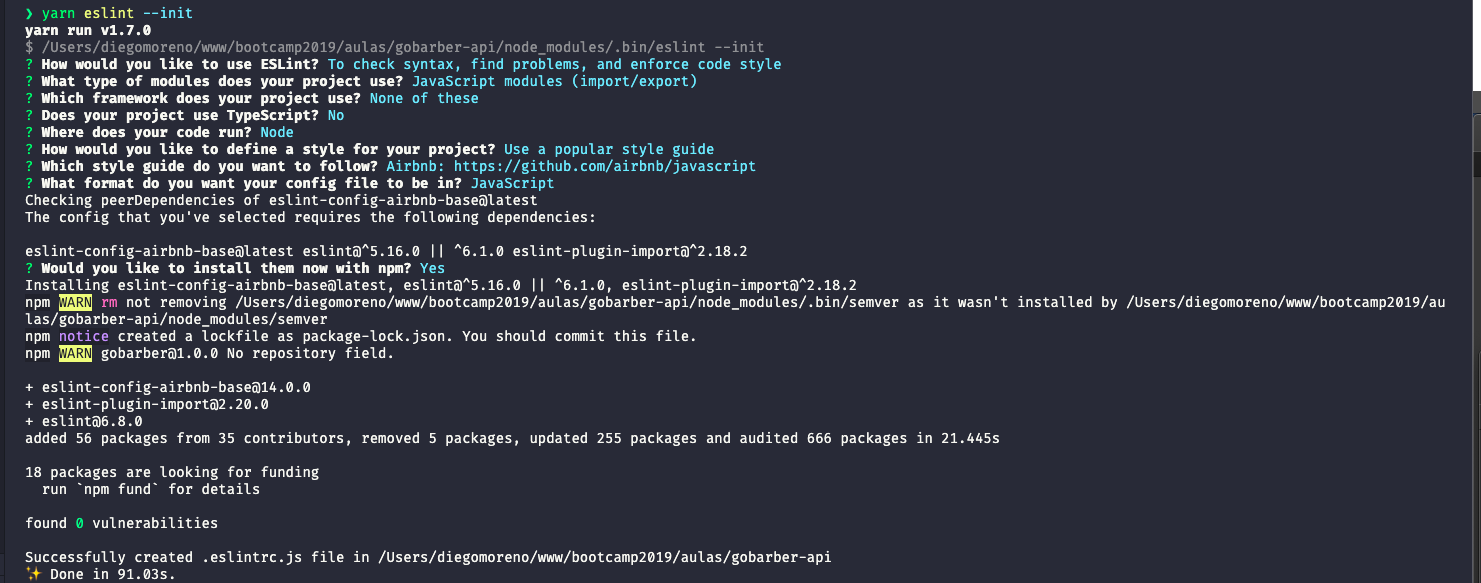 ❯ yarn eslint --init
yarn run v1.7.0
$ /Users/diegomoreno/www/bootcamp2019/aulas/gobarber-api/node_modules/.bin/eslint --init
? How would you like to use ESLint? To check syntax, find problems, and enforce code style
? What type of modules does your project use? JavaScript modules (import/export)
? Which framework does your project use? None of these
? Does your project use TypeScript? No
? Where does your code run? Node
? How would you like to define a style for your project? Use a popular style guide
? Which style guide do you want to follow? Airbnb: https://github.com/airbnb/javascript
? What format do you want your config file to be in? JavaScript
Checking peerDependencies of eslint-config-airbnb-base@latest
The config that you've selected requires the following dependencies:
eslint-config-airbnb-base@latest eslint@^5.16.0 || ^6.1.0 eslint-plugin-import@^2.18.2
? Would you like to install them now with npm? Yes
Installing eslint-config-airbnb-base@latest, eslint@^5.16.0 || ^6.1.0, eslint-plugin-import@^2.18.2
npm WARN rm not removing /Users/diegomoreno/www/bootcamp2019/aulas/gobarber-api/node_modules/.bin/semver as it wasn't installed by /Users/diegomoreno/www/bootcamp2019/au
las/gobarber-api/node_modules/semver
npm notice created a lockfile as package-lock.json. You should commit this file.
npm WARN gobarber@1.0.0 No repository field.
+ eslint-config-airbnb-base@14.0.0
+ eslint-plugin-import@2.20.0
+ eslint@6.8.0
added 56 packages from 35 contributors, removed 5 packages, updated 255 packages and audited 666 packages in 21.445s
18 packages are looking for funding
run `npm fund` for details
found 0 vulnerabilities
Successfully created .eslintrc.js file in /Users/diegomoreno/www/bootcamp2019/aulas/gobarber-api
✨ Done in 91.03s.